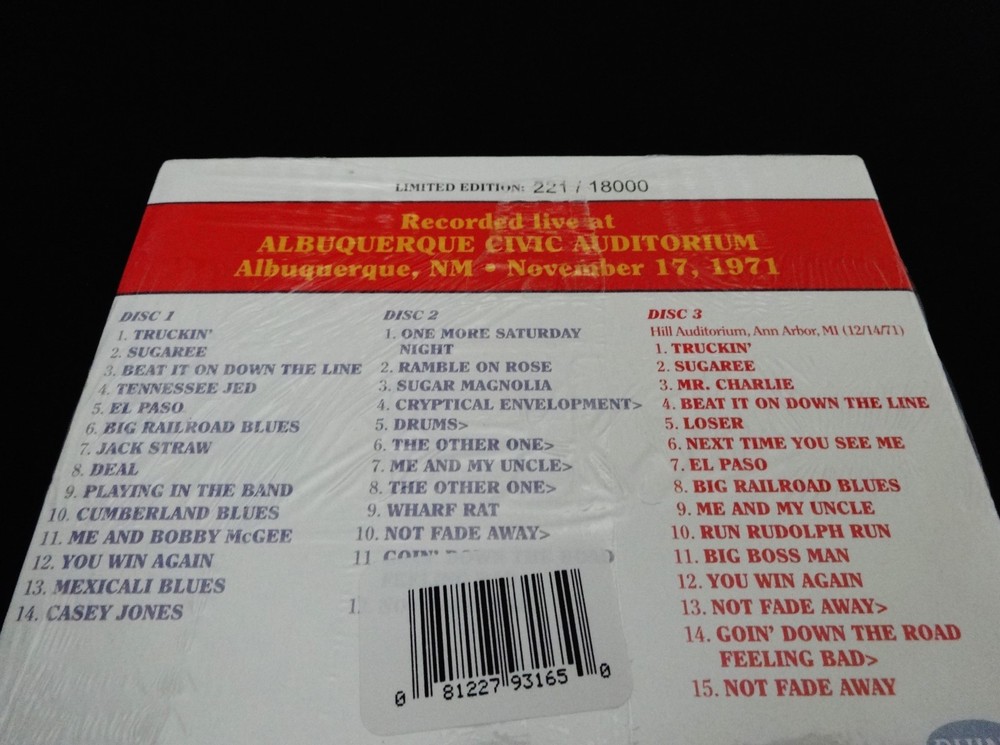 LIMITED EDITION: 221 / 18000
Recorded live at
ALBUQUERQUE CIVIC AUDITORIUM
Albuquerque, NM • November 17, 1971
DISC 1
1. TRUCKIN'
2. SUGAREE
3. BEAT IT ON DOWN THE LINE
4. TENNESSEE JED
5. EL PASO
6. BIG RAILROAD BLUES
7. JACK STRAW
8. DEAL
9. PLAYING IN THE BAND
10. CUMBERLAND BLUES
11. ME AND BOBBY McGEE
12. YOU WIN AGAIN
13. MEXICALI BLUES
14. CASEY JONES
DISC 2
1. ONE MORE SATURDAY
NIGHT
2. RAMBLE ON ROSE
3. SUGAR MAGNOLIA
4. CRYPTICAL ENVELOPMENT>
5. DRUMS>
6. THE OTHER ONE>
7. ME AND MY UNCLE>
8. THE OTHER ONE>
9. WHARF RAT
10. NOT FADE AWAY>
11 GOIN' DOWN THE ROAD
DISC 3
Hill Auditorium, Ann Arbor, MI (12/14/71)
1. TRUCKIN'
2. SUGAREE
3. MR. CHARLIE
4. BEAT IT ON DOWN THE LINE
5. LOSER
6. NEXT TIME YOU SEE ME
7. EL PASO
8. BIG RAILROAD BLUES
9. ME AND MY UNCLE
10. RUN RUDOLPH RUN
11. BIG BOSS MAN
12. YOU WIN AGAIN
13. NOT FADE AWAY>
14. GOIN' DOWN THE ROAD
FEELING BAD>
15. NOT FADE AWAY
0 81227 93165 0